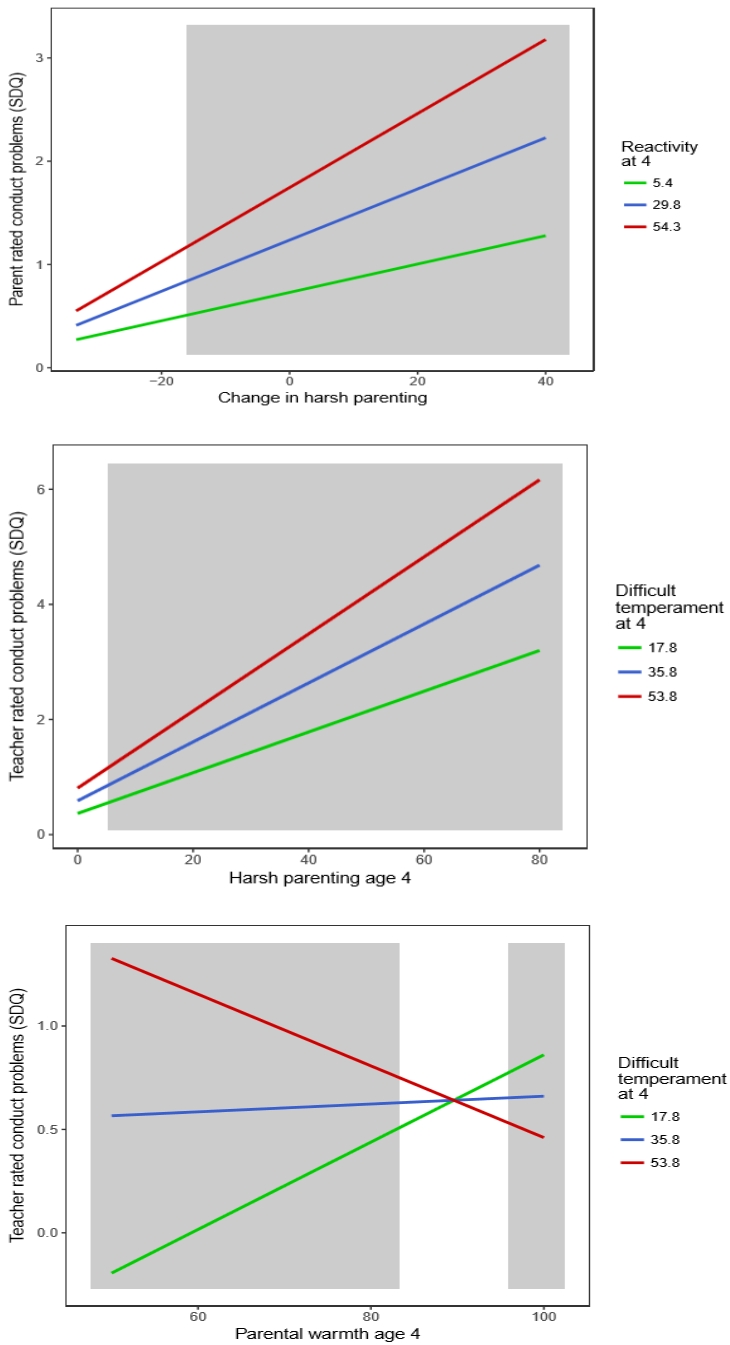 Parent rated conduct problems (SDQ)
3
2
1
0
−20
0
20
40
Change in harsh parenting
Reactivity
at 4
5.4
29.8
54.3
Teacher rated conduct problems (SDQ)
6
4
2
0
0
20
40
60
80
Harsh parenting age 4
Difficult
temperament
at 4
17.8
35.8
53.8
Teacher rated conduct problems (SDQ)
1.0
0.5
0.0
60
80
100
Parental warmth age 4
Difficult
temperament
at 4
17.8
35.8
53.8